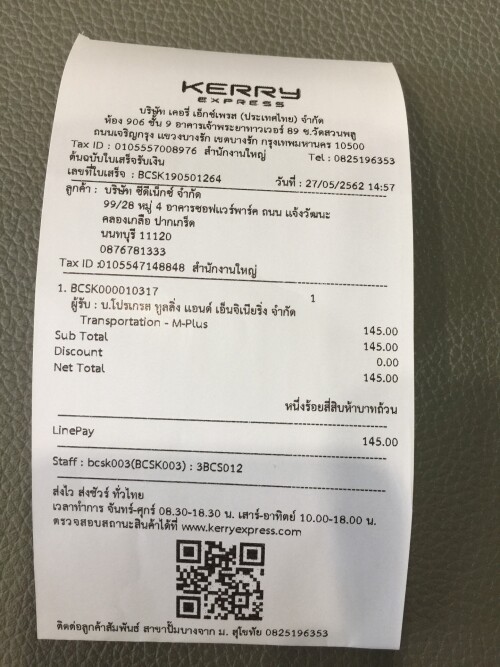 KERRY
EXPRESS
บริษัท เคอรี่ เอ็กซ์เพรส (ประเทศไทย) จำกัด
ห้อง 906 ชั้น 9 อาคารเจ้าพระยาทาวเวอร์ 89 ซ.วัดสวนพลู
ถนนเจริญกรุง แขวงบางรัก เขตบางรัก กรุงเทพมหานคร 10500
Tax ID : 0105557008976 สำนักงานใหญ่ Tel : 0825196353
ต้นฉบับใบเสร็จรับเงิน
เลขที่ใบเสร็จ : BCSK190501264 วันที่ : 27/05/2562 14:57
ลูกค้า : บริษัท ซีดีเน็กซ์ จำกัด
99/28 หมู่ 4 อาคารซอฟแวร์พาร์ค ถนน แจ้งวัฒนะ
คลองเกลือ ปากเกร็ด
นนทบุรี 11120
0876781333
Tax ID :0105547148848 สำนักงานใหญ่
1. BCSK000010317 1
ผู้รับ : บ.โปรเกรส ทูลลิ่ง แอนด์ เอ็นจิเนียริ่ง จำกัด
Transportation - M-Plus 145.00
Sub Total 145.00
Discount 0.00
Net Total 145.00
หนึ่งร้อยสี่สิบห้าบาทถ้วน
LinePay 145.00
Staff : bcsk003(BCSK003) : 3BCS012
ส่งไว ส่งชัวร์ ทั่วไทย
เวลาทำการ จันทร์-ศุกร์ 08.30-18.30 น. เสาร์-อาทิตย์ 10.00-18.00 น.
ตรวจสอบสถานะสินค้าได้ที่ www.kerryexpress.com
ติดต่อลูกค้าสัมพันธ์ สาขาปั๊มบางจาก ม. สุโขทัย 0825196353